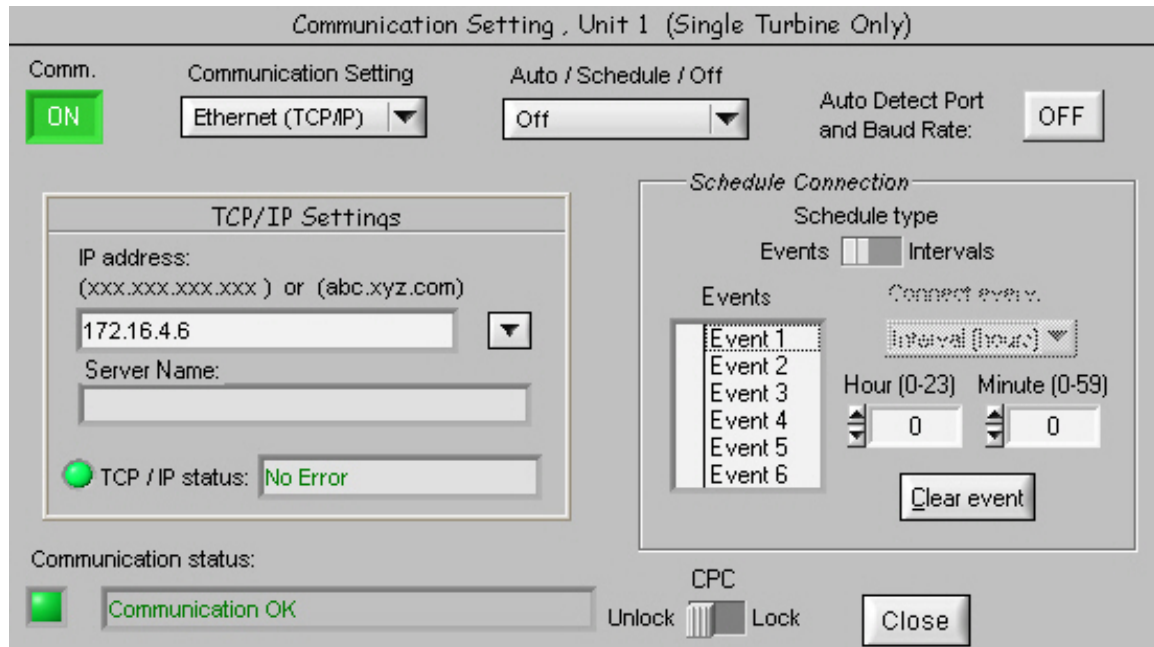 Communication Setting , Unit 1 (Single Turbine Only)
Comm.
ON
Communication Setting
Ethernet (TCP/IP)
Auto / Schedule / Off
Off
Auto Detect Port
and Baud Rate:
OFF
TCP/IP Settings
IP address:
(xxx.xxx.xxx.xxx ) or (abc.xyz.com)
172.16.4.6
Server Name:
TCP / IP status: No Error
Schedule Connection
Schedule type
Events Intervals
Events
Event 1
Event 2
Event 3
Event 4
Event 5
Event 6
Connect every.
Interval (hours)
Hour (0-23) Minute (0-59)
0 0
Clear event
Communication status:
Communication OK
CPC
Unlock Lock
Close